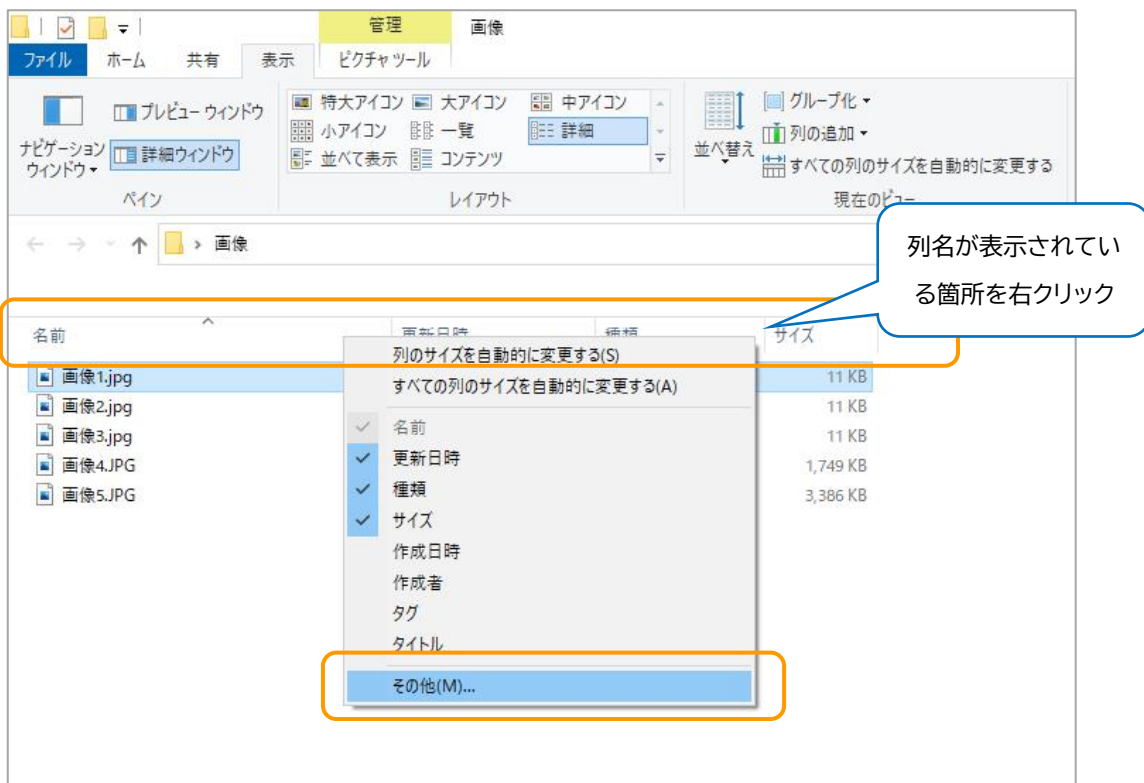 管理 画像
ファイル ホーム 共有 表示 ピクチャ ツール
ナビゲーション
ウィンドウ
プレビュー ウィンドウ
詳細ウィンドウ
特大アイコン 大アイコン 中アイコン
小アイコン 一覧 詳細
並べて表示 コンテンツ
並べ替え
グループ化
列の追加
すべての列のサイズを自動的に変更する
ペイン レイアウト 現在のビュー
画像
列名が表示されてい
る箇所を右クリック
名前 更新日時 種類 サイズ
画像1.jpg 11 KB
画像2.jpg 11 KB
画像3.jpg 11 KB
画像4.JPG 1,749 KB
画像5.JPG 3,386 KB
列のサイズを自動的に変更する(S)
すべての列のサイズを自動的に変更する(A)
名前
更新日時
種類
サイズ
作成日時
作成者
タグ
タイトル
その他(M)...